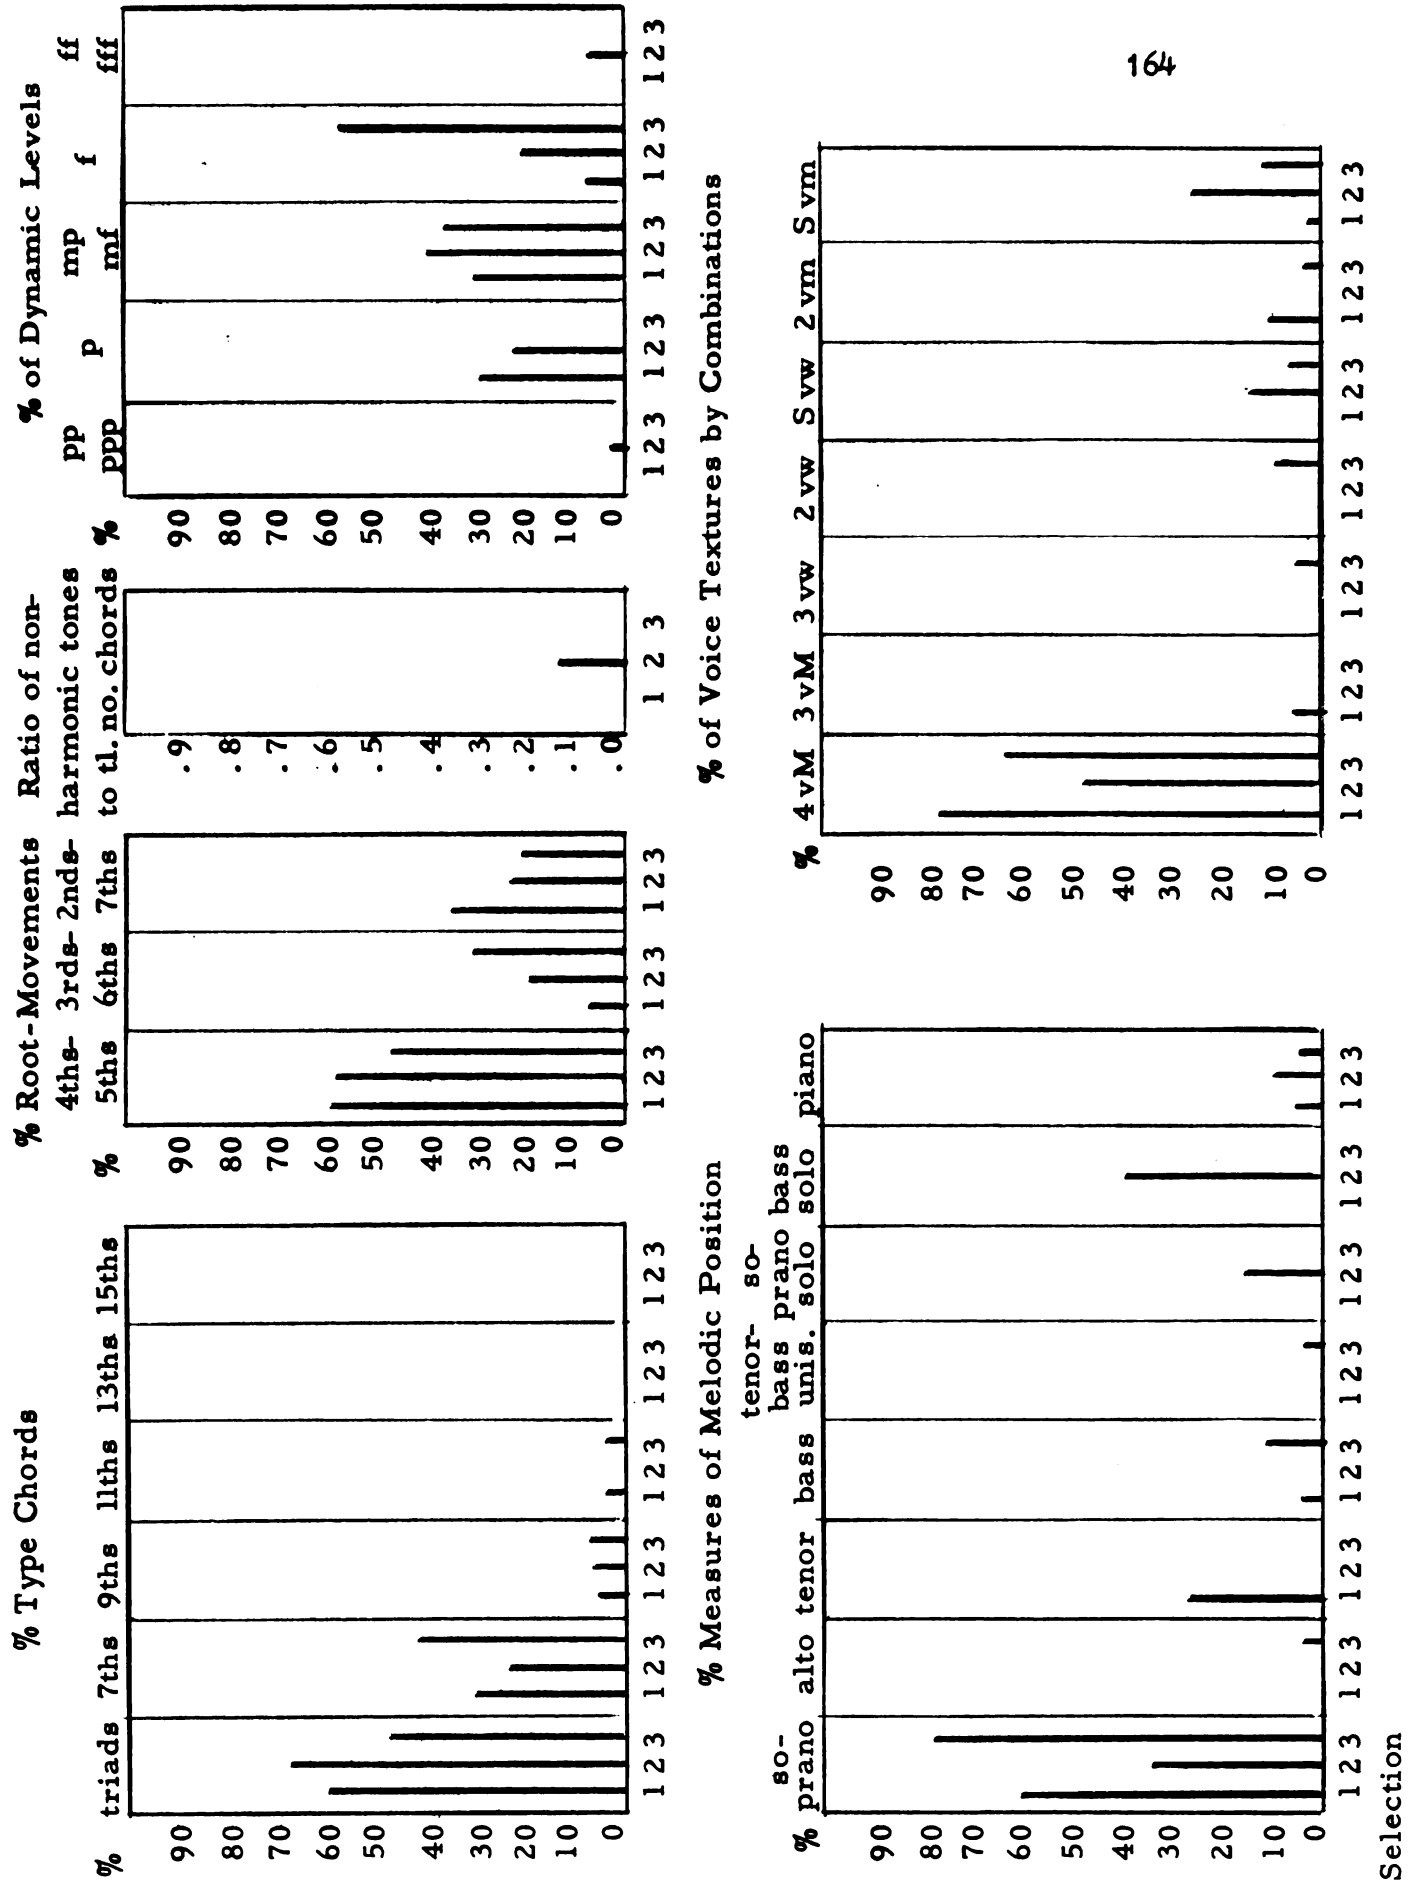 % Type Chords
% triads 7ths 9ths 11ths 13ths 15ths
90
80
70
60
50
40
30
20
10
0
1 2 3 1 2 3 1 2 3 1 2 3 1 2 3 1 2 3
% Root-Movements
4ths- 3rds- 2nds-
% 5ths 6ths 7ths
90
80
70
60
50
40
30
20
10
0
1 2 3 1 2 3 1 2 3
Ratio of non-
harmonic tones
to tl. no. chords
.9
.8
.7
.6
.5
.4
.3
.2
.1
.0
1 2 3
% of Dynamic Levels
pp p mp f ff
% ppp mf fff
90
80
70
60
50
40
30
20
10
0
1 2 3 1 2 3 1 2 3 1 2 3 1 2 3
% Measures of Melodic Position
tenor- so-
so- bass prano bass
% prano alto tenor bass unis. solo solo piano
90
80
70
60
50
40
30
20
10
0
1 2 3 1 2 3 1 2 3 1 2 3 1 2 3 1 2 3 1 2 3 1 2 3
Selection
% of Voice Textures by Combinations
% 4 vM 3 vM 3 vw 2 vw S vw 2 vm S vm
90
80
70
60
50
40
30
20
10
0
1 2 3 1 2 3 1 2 3 1 2 3 1 2 3 1 2 3 1 2 3
164